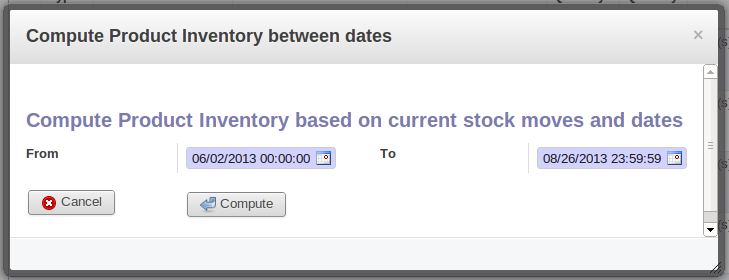 Compute Product Inventory between dates ×
Compute Product Inventory based on current stock moves and dates
From 06/02/2013 00:00:00 To 08/26/2013 23:59:59
Cancel Compute